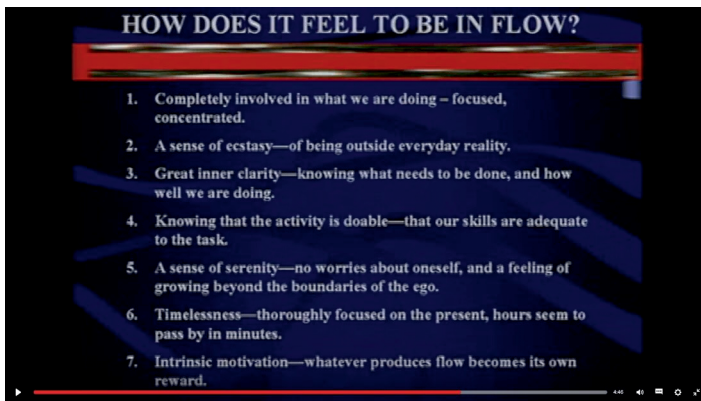 HOW DOES IT FEEL TO BE IN FLOW?
1. Completely involved in what we are doing – focused,
concentrated.
2. A sense of ecstasy—of being outside everyday reality.
3. Great inner clarity—knowing what needs to be done, and how
well we are doing.
4. Knowing that the activity is doable—that our skills are adequate
to the task.
5. A sense of serenity—no worries about oneself, and a feeling of
growing beyond the boundaries of the ego.
6. Timelessness—thoroughly focused on the present, hours seem to
pass by in minutes.
7. Intrinsic motivation—whatever produces flow becomes its own
reward.
4:46